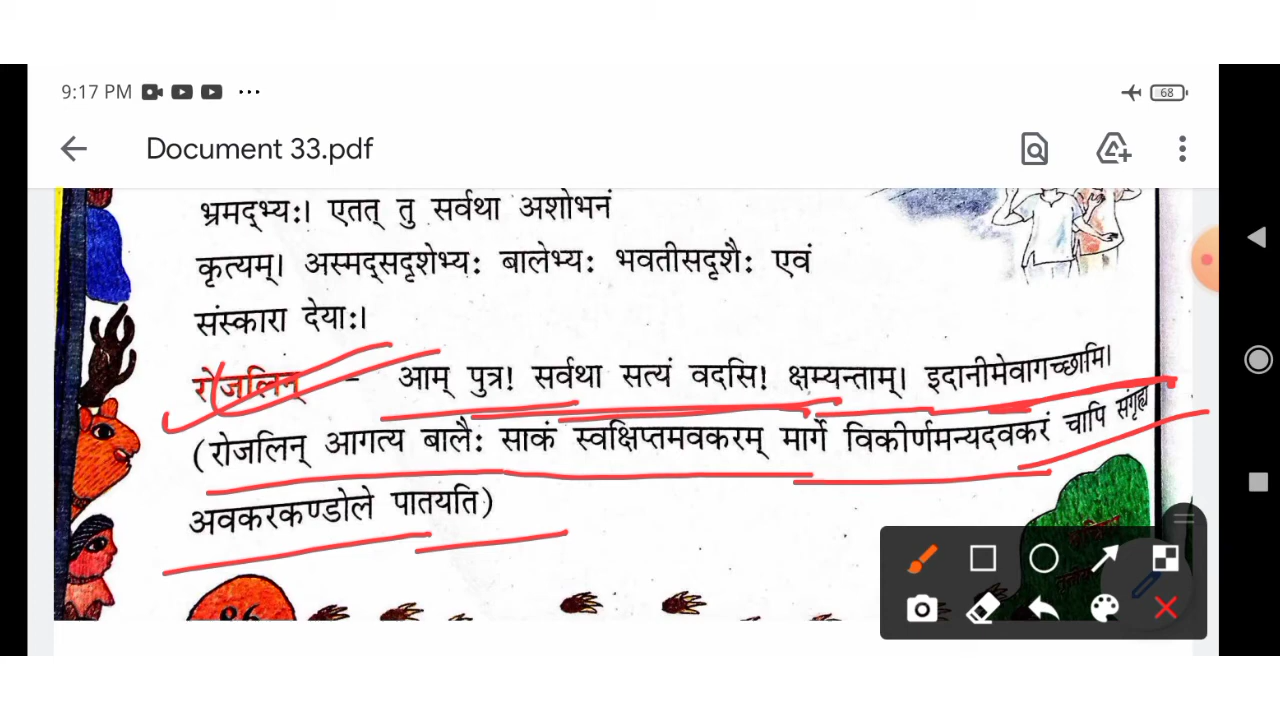 9:17 PM ...
68
Document 33.pdf
भ्रमद्भ्यः। एतत् तु सर्वथा अशोभनं
कृत्यम्। अस्मद्सदृशेभ्यः बालेभ्यः भवतीसदृशैः एवं
संस्कारा देयाः।
रोजलिन् - आम् पुत्र! सर्वथा सत्यं वदसि! क्षम्यन्ताम्। इदानीमेवागच्छामि।
(रोजलिन् आगत्य बालैः साकं स्वक्षिप्तमवकरम् मार्गे विकीर्णमन्यदवकरं चापि संगृह्य
अवकरकण्डोले पातयति)
86